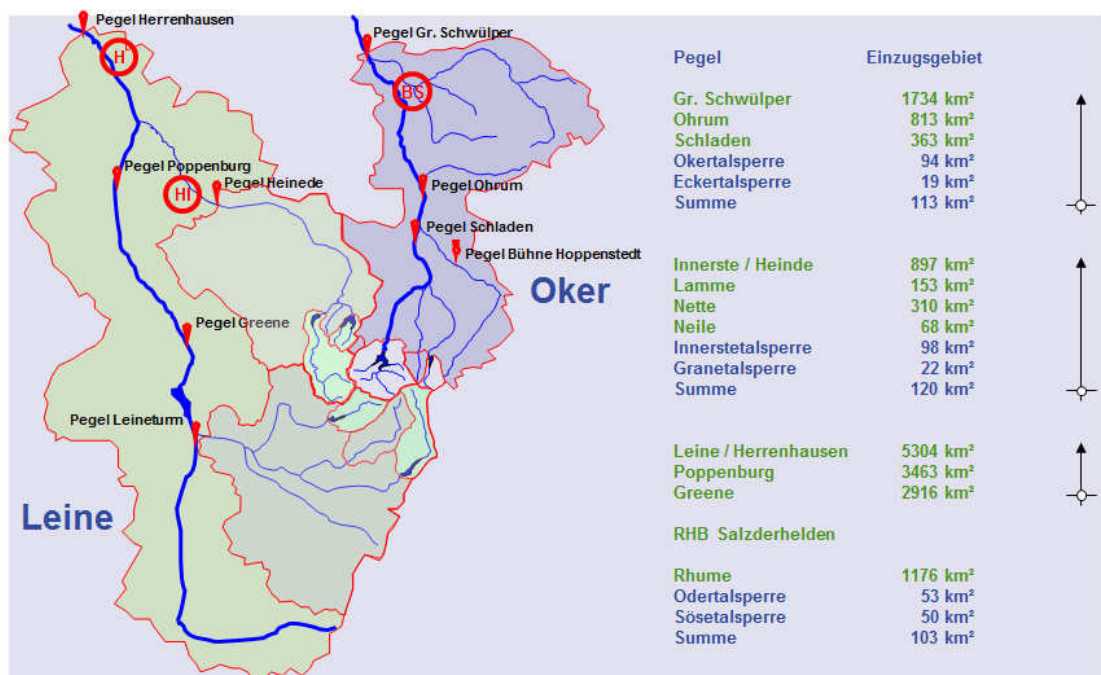 Pegel Herrenhausen
H
Pegel Gr. Schwülper
BS
Pegel Poppenburg
HI
Pegel Heinede
Pegel Ohrum
Pegel Schladen
Pegel Bühne Hoppenstedt
Oker
Pegel Greene
Pegel Leineturm
Leine
Pegel Einzugsgebiet
Gr. Schwülper 1734 km²
Ohrum 813 km²
Schladen 363 km²
Okertalsperre 94 km²
Eckertalsperre 19 km²
Summe 113 km²
Innerste / Heinde 897 km²
Lamme 153 km²
Nette 310 km²
Neile 68 km²
Innerstetalsperre 98 km²
Granetalsperre 22 km²
Summe 120 km²
Leine / Herrenhausen 5304 km²
Poppenburg 3463 km²
Greene 2916 km²
RHB Salzderhelden
Rhume 1176 km²
Odertalsperre 53 km²
Sösetalsperre 50 km²
Summe 103 km²